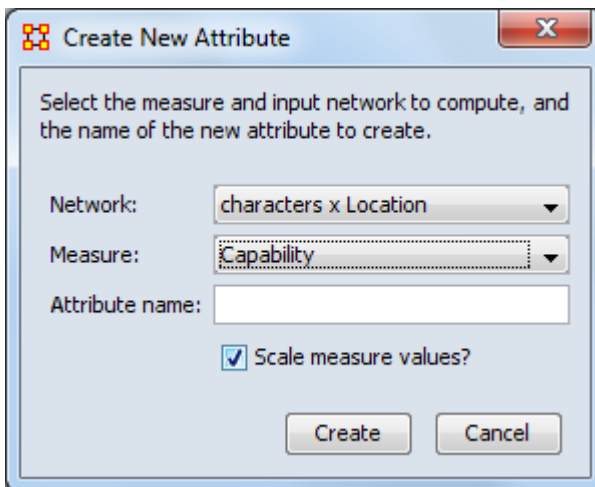 Create New Attribute
Select the measure and input network to compute, and
the name of the new attribute to create.
Network: characters x Location
Measure: Capability
Attribute name:
Scale measure values?
Create Cancel